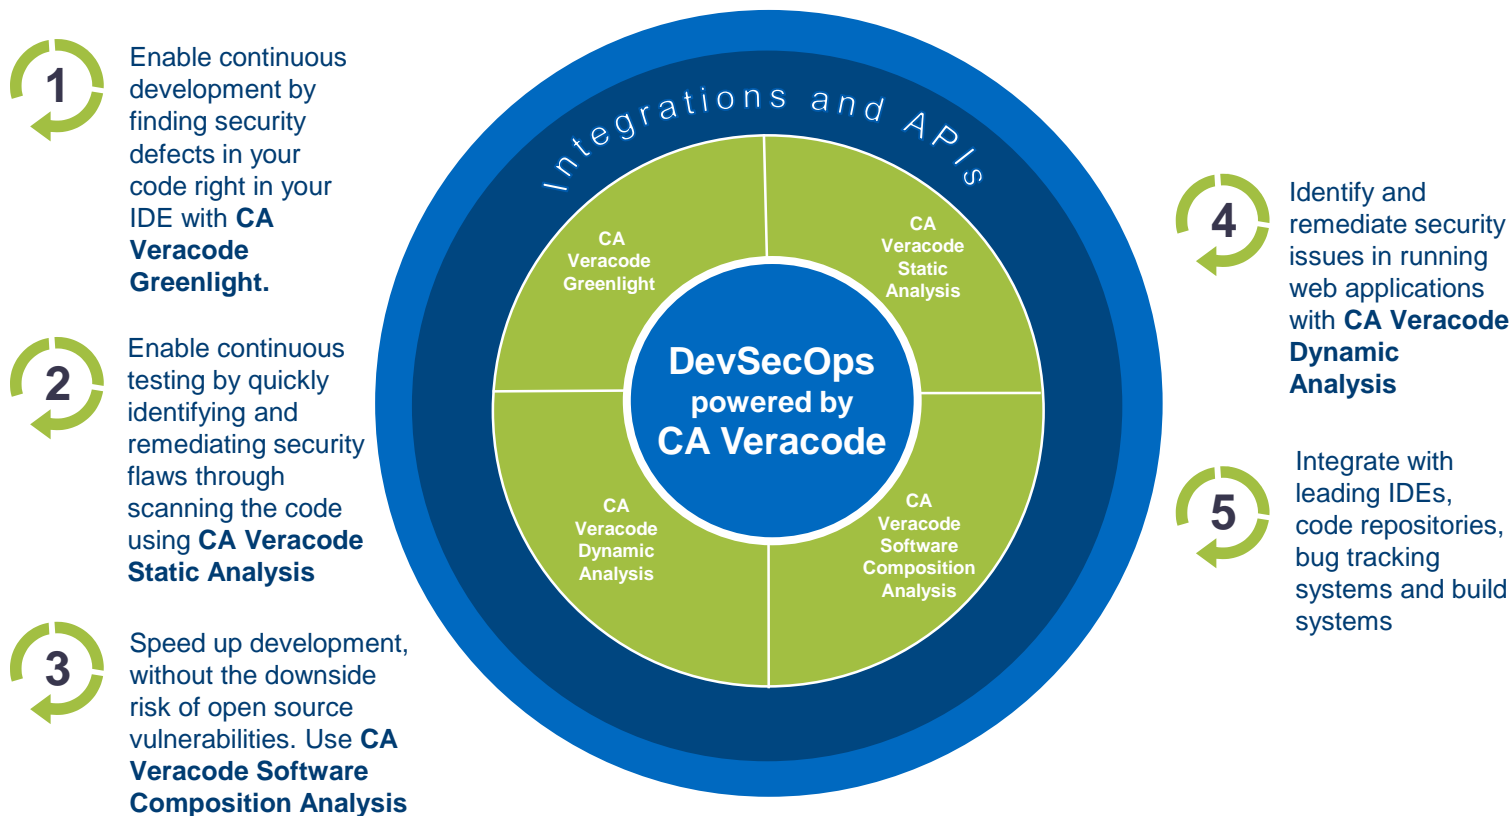 1
Enable continuous
development by
finding security
defects in your
code right in your
IDE with CA
Veracode
Greenlight.
2
Enable continuous
testing by quickly
identifying and
remediating security
flaws through
scanning the code
using CA Veracode
Static Analysis
3
Speed up development,
without the downside
risk of open source
vulnerabilities. Use CA
Veracode Software
Composition Analysis
Integrations and APIs
CA
Veracode
Greenlight
CA
Veracode
Static
Analysis
DevSecOps
powered by
CA Veracode
CA
Veracode
Dynamic
Analysis
CA
Veracode
Software
Composition
Analysis
4
Identify and
remediate security
issues in running
web applications
with CA Veracode
Dynamic
Analysis
5
Integrate with
leading IDEs,
code repositories,
bug tracking
systems and build
systems